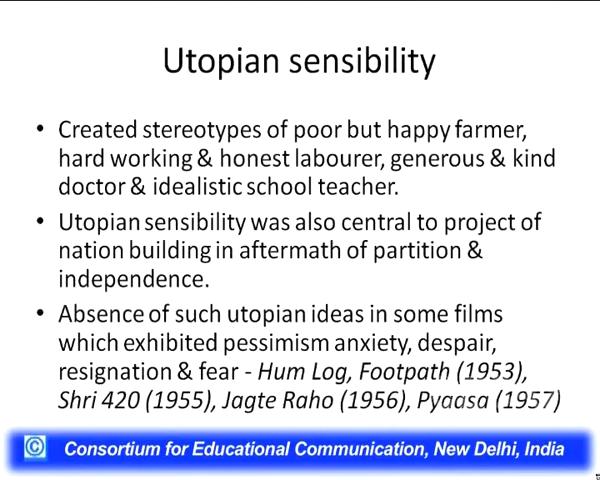 Utopian sensibility
• Created stereotypes of poor but happy farmer,
hard working & honest labourer, generous & kind
doctor & idealistic school teacher.
• Utopian sensibility was also central to project of
nation building in aftermath of partition &
independence.
• Absence of such utopian ideas in some films
which exhibited pessimism anxiety, despair,
resignation & fear - Hum Log, Footpath (1953),
Shri 420 (1955), Jagte Raho (1956), Pyaasa (1957)
© Consortium for Educational Communication, New Delhi, India